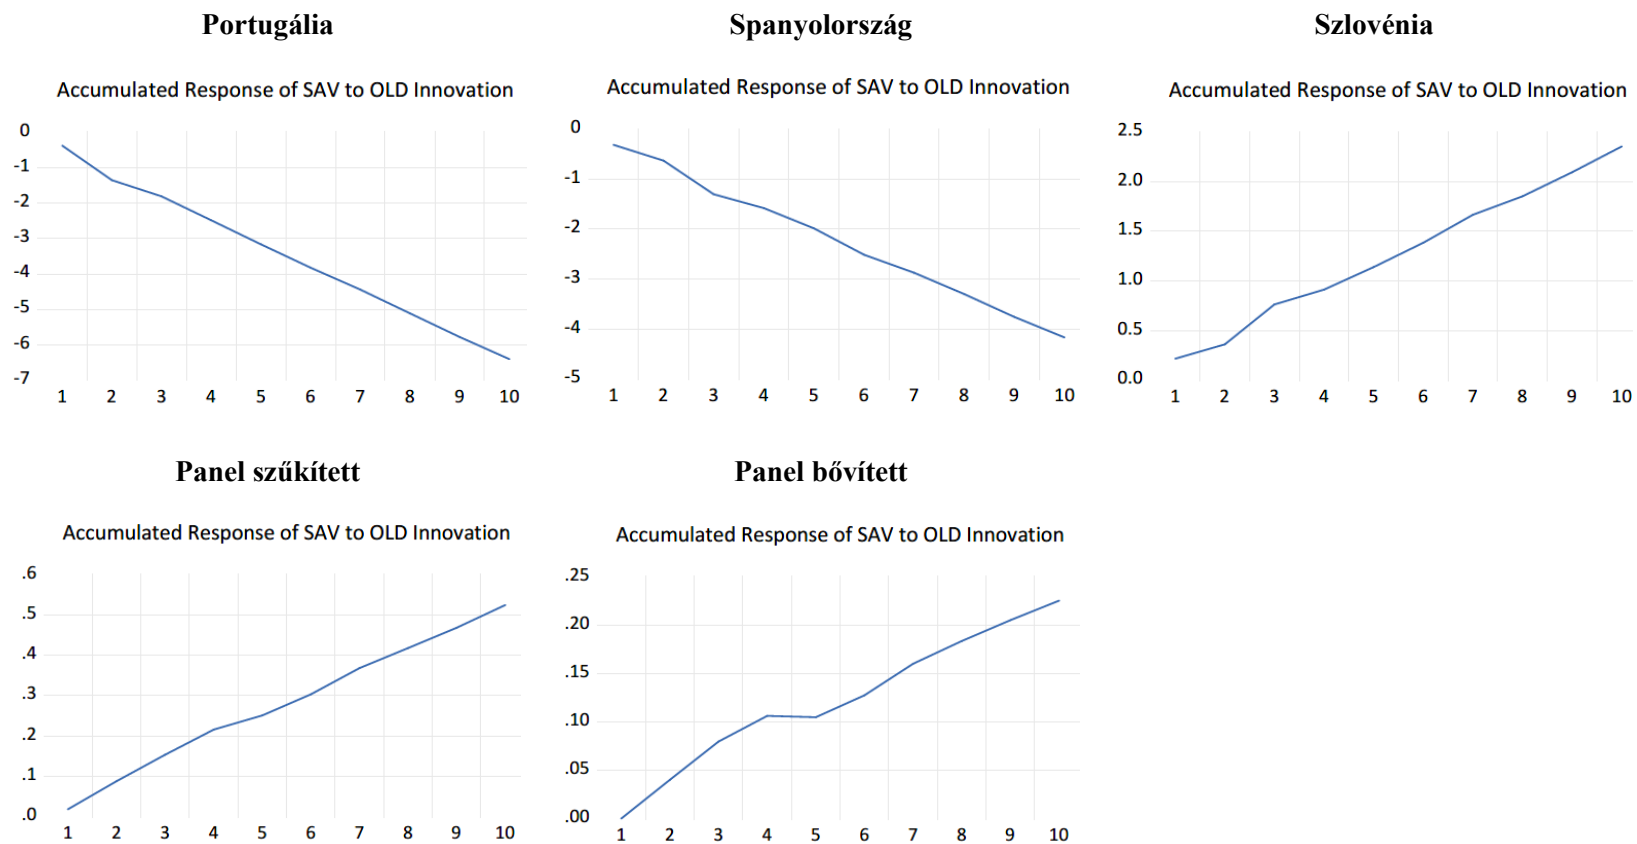 Portugália
Accumulated Response of SAV to OLD Innovation
0
-1
-2
-3
-4
-5
-6
-7
1 2 3 4 5 6 7 8 9 10
Spanyolország
Accumulated Response of SAV to OLD Innovation
0
-1
-2
-3
-4
-5
1 2 3 4 5 6 7 8 9 10
Szlovénia
Accumulated Response of SAV to OLD Innovation
2.5
2.0
1.5
1.0
0.5
0.0
1 2 3 4 5 6 7 8 9 10
Panel szűkített
Accumulated Response of SAV to OLD Innovation
.6
.5
.4
.3
.2
.1
.0
1 2 3 4 5 6 7 8 9 10
Panel bővített
Accumulated Response of SAV to OLD Innovation
.25
.20
.15
.10
.05
.00
1 2 3 4 5 6 7 8 9 10